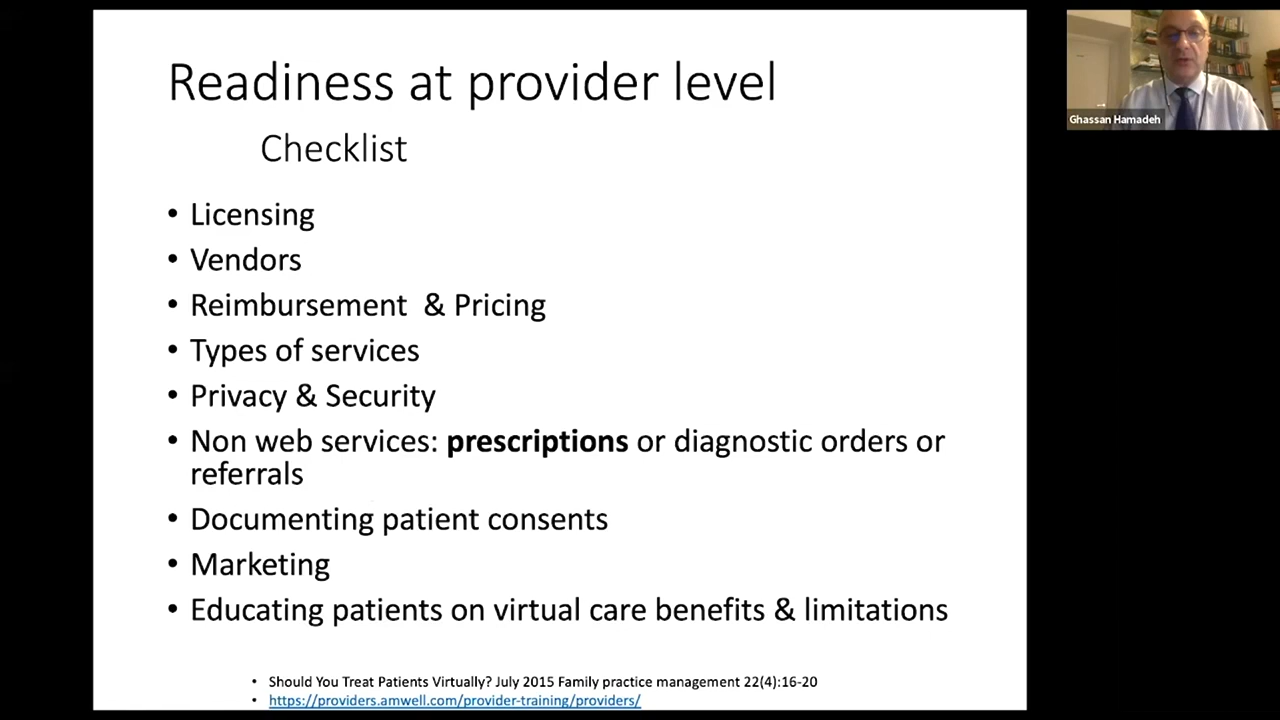 Readiness at provider level
Checklist
• Licensing
• Vendors
• Reimbursement & Pricing
• Types of services
• Privacy & Security
• Non web services: prescriptions or diagnostic orders or
referrals
• Documenting patient consents
• Marketing
• Educating patients on virtual care benefits & limitations
• Should You Treat Patients Virtually? July 2015 Family practice management 22(4):16-20
• https://providers.amwell.com/provider-training/providers/
Ghassan Hamadeh